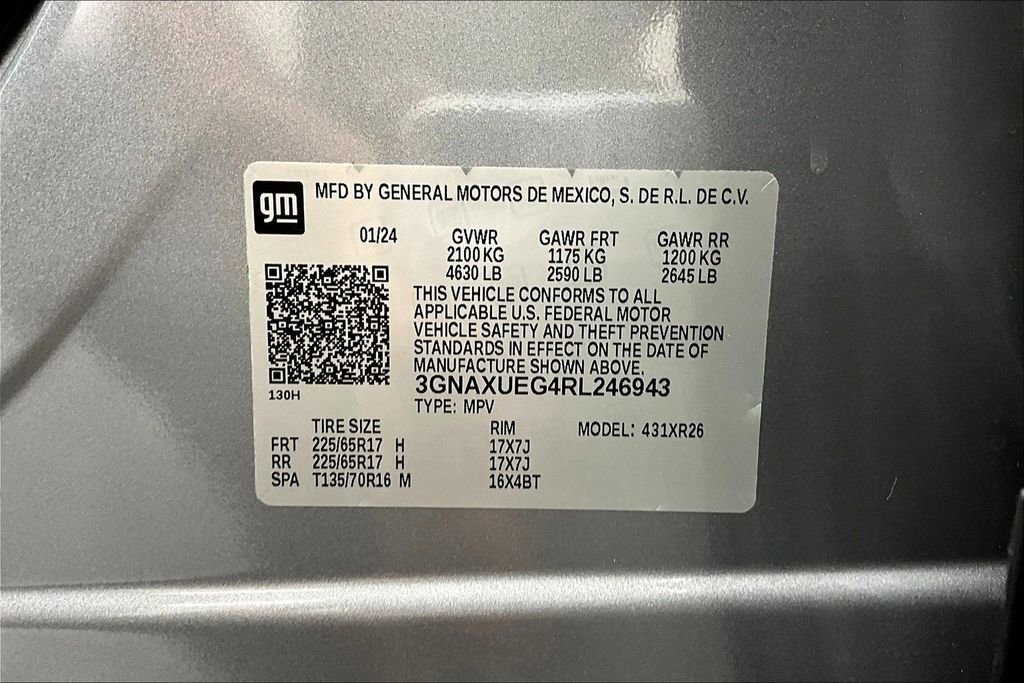 gm
MFD BY GENERAL MOTORS DE MEXICO, S. DE R.L. DE C.V.
01/24 GVWR GAWR FRT GAWR RR
2100 KG 1175 KG 1200 KG
4630 LB 2590 LB 2645 LB
THIS VEHICLE CONFORMS TO ALL
APPLICABLE U.S. FEDERAL MOTOR
VEHICLE SAFETY AND THEFT PREVENTION
STANDARDS IN EFFECT ON THE DATE OF
MANUFACTURE SHOWN ABOVE.
3GNAXUEG4RL246943
130H
TYPE: MPV
TIRE SIZE RIM MODEL: 431XR26
FRT 225/65R17 H 17X7J
RR 225/65R17 H 17X7J
SPA T135/70R16 M 16X4BT